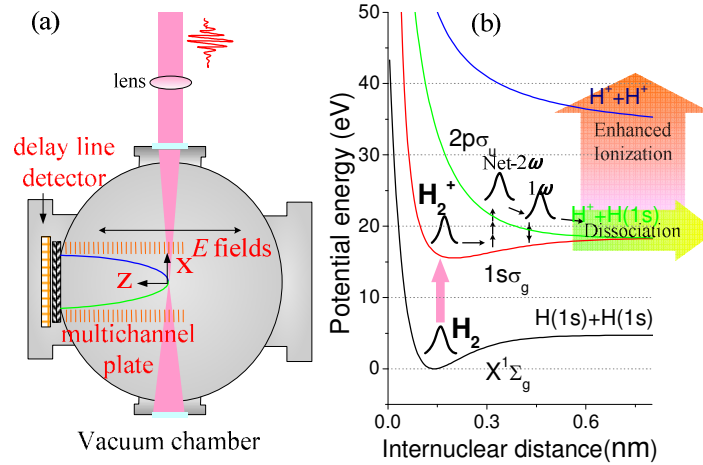 (a)
lens
delay line
detector
E fields
X
Z
multichannel
plate
Vacuum chamber
(b)
Potential energy (eV)
50
40
30
20
10
0
H⁺+H⁺
Enhanced
Ionization
2pσᵤ
Net-2ω
1ω
H₂⁺
H⁺+H(1s)
Dissociation
1sσg
H(1s)+H(1s)
H₂
X¹Σg
0.0 0.3 0.6
Internuclear distance(nm)